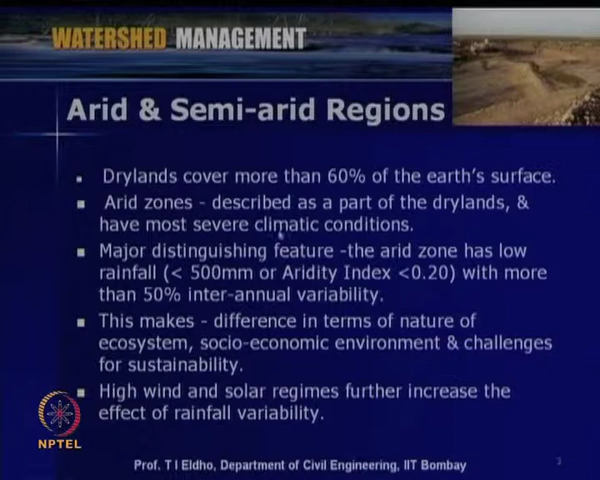 WATERSHED MANAGEMENT
Arid & Semi-arid Regions
Drylands cover more than 60% of the earth's surface.
Arid zones - described as a part of the drylands, &
have most severe climatic conditions.
Major distinguishing feature -the arid zone has low
rainfall (< 500mm or Aridity Index <0.20) with more
than 50% inter-annual variability.
This makes - difference in terms of nature of
ecosystem, socio-economic environment & challenges
for sustainability.
High wind and solar regimes further increase the
effect of rainfall variability.
NPTEL
Prof. T I Eldho, Department of Civil Engineering, IIT Bombay
3